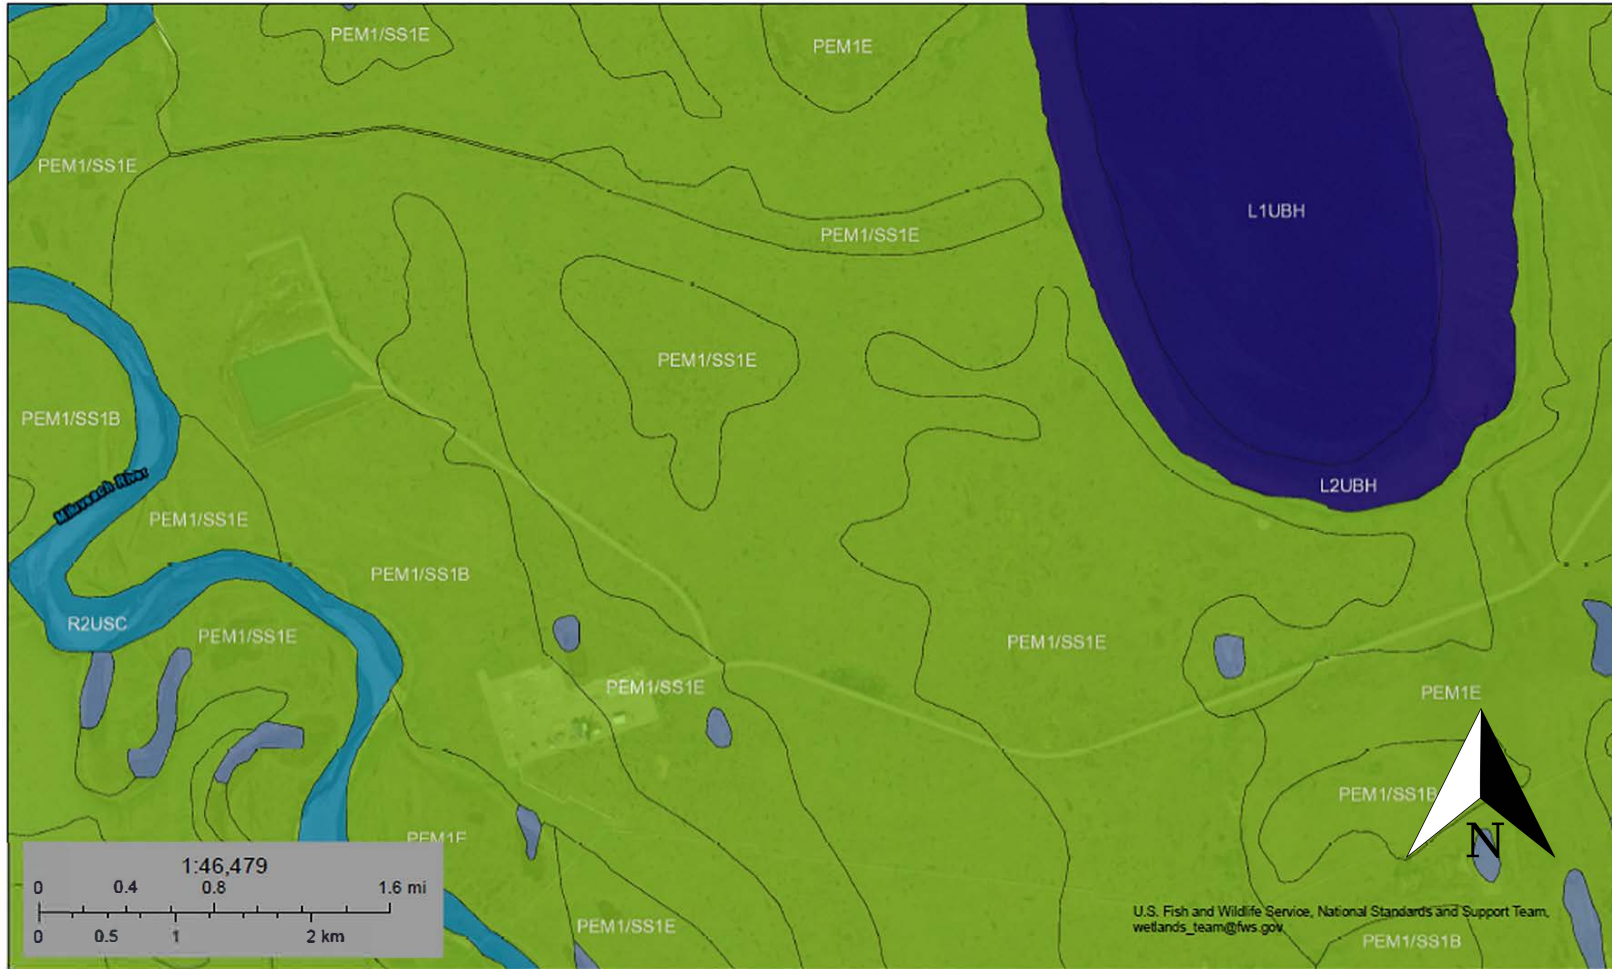 PEM1/SS1E
PEM1E
PEM1/SS1E
L1UBH
PEM1/SS1E
PEM1/SS1E
PEM1/SS1B
L2UBH
Miluveach River
PEM1/SS1E
PEM1/SS1B
R2USC
PEM1/SS1E
PEM1/SS1E
PEM1/SS1E
PEM1E
PEM1/SS1B
N
PEM1E
1:46,479
0 0.4 0.8 1.6 mi
0 0.5 1 2 km
PEM1/SS1E
U.S. Fish and Wildlife Service, National Standards and Support Team,
wetlands_team@fws.gov
PEM1/SS1B